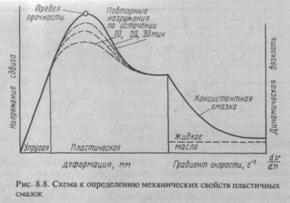 Предел
прочности
Повторные
нагружения
по истечении
10, 20, 30 мин
Напряжение сдвига
Динамическая вязкость
Консистентная
смазка
Жидкое
масло
Упругая
Пластическая
деформация, мм
Градиент скорости, с⁻¹
dv
dn
Рис. 8.8. Схема к определению механических свойств пластичных
смазок